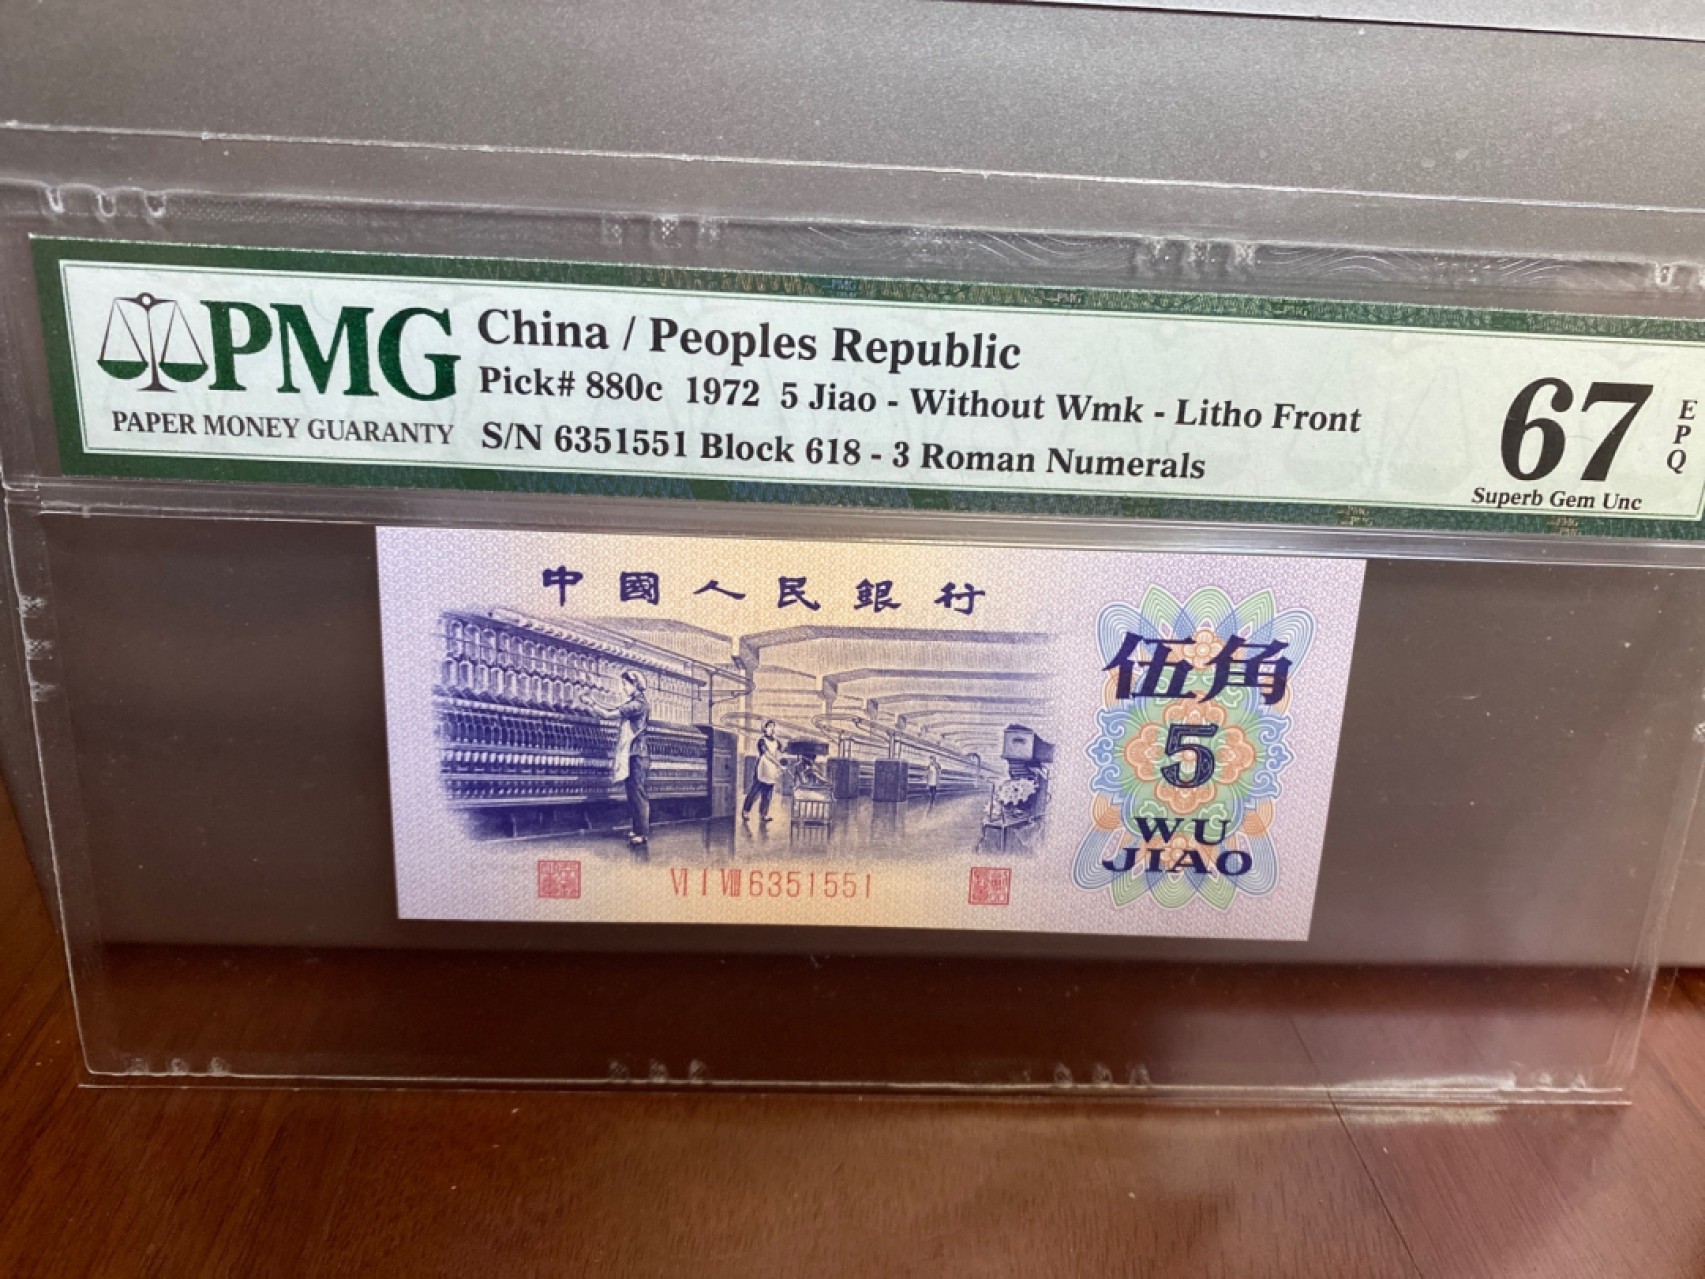 PMG
PAPER MONEY GUARANTY
China / Peoples Republic
Pick# 880c 1972 5 Jiao - Without Wmk - Litho Front
S/N 6351551 Block 618 - 3 Roman Numerals
67
EPQ
Superb Gem Unc
中國人民銀行
伍角
5
WU
JIAO
VI I VIII 6351551